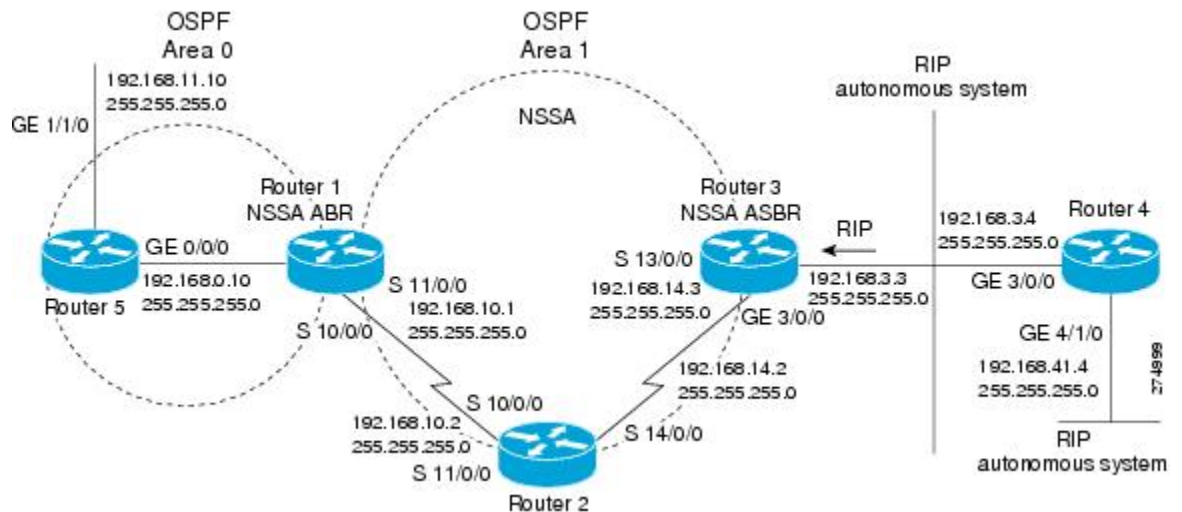 OSPF
Area 0
OSPF
Area 1
RIP
autonomous system
192.168.11.10
255.255.255.0
GE 1/1/0
NSSA
Router 1
NSSA ABR
Router 3
NSSA ASBR
RIP
192.168.3.4
255.255.255.0
Router 4
GE 0/0/0
192.168.0.10
255.255.255.0
Router 5
S 11/0/0
192.168.10.1
255.255.255.0
S 10/0/0
S 13/0/0
192.168.14.3
255.255.255.0
GE 3/0/0
192.168.3.3
255.255.255.0
GE 3/0/0
GE 4/1/0
192.168.41.4
255.255.255.0
274999
192.168.14.2
255.255.255.0
S 10/0/0
192.168.10.2
255.255.255.0
S 11/0/0
S 14/0/0
Router 2
RIP
autonomous system